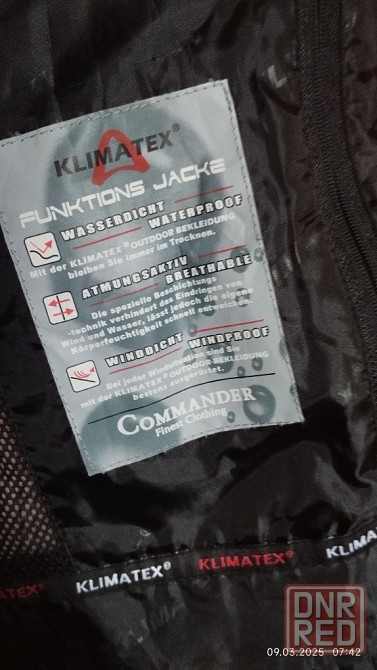 KLIMATEX®
FUNKTIONS JACKE
WASSERDICHT
WATERPROOF
Mit der KLIMATEX® OUTDOOR BEKLEIDUNG
bleiben Sie immer im Trocknen.
ATMUNGSAKTIV
BREATHABLE
Die spezielle Beschichtungs
-technik verhindert das Eindringen von
Wind und Wasser, lässt jedoch die eigene
Körperfeuchtigkeit schnell entweichen.
WINDDICHT WINDPROOF
Bei jeder Windsituation sind Sie
mit der KLIMATEX® OUTDOOR BEKLEIDUNG
bestens ausgerüstet.
COMMANDER
Finest Clothing
ATEX® KLIMATEX® KLIMATEX® KLIMA
DNR
RED
09.03.2025 07:42